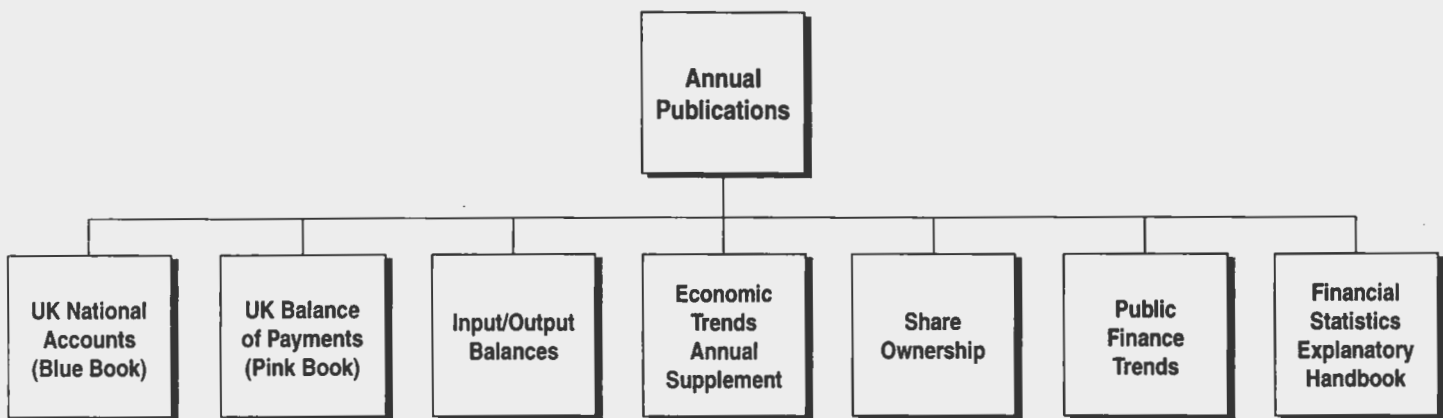 Annual
Publications
UK National
Accounts
(Blue Book)
UK Balance
of Payments
(Pink Book)
Input/Output
Balances
Economic
Trends
Annual
Supplement
Share
Ownership
Public
Finance
Trends
Financial
Statistics
Explanatory
Handbook